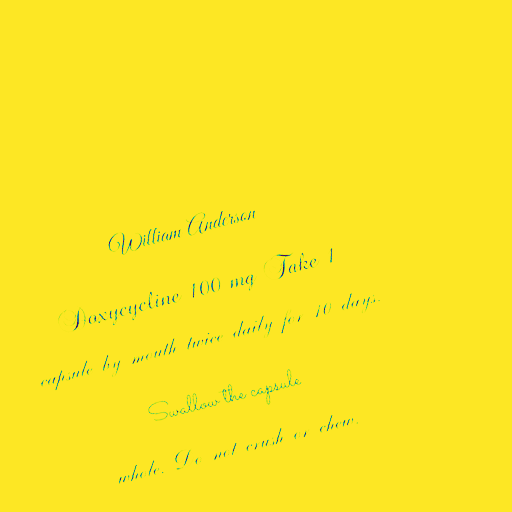 William Anderson
Doxycycline 100 mg Take 1
capsule by mouth twice daily for 10 days..
Swallow the capsule
whole. Do not crush or chew.